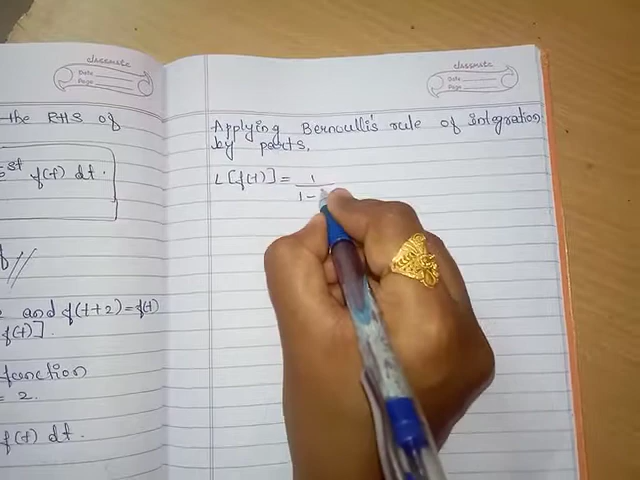 classmate
Date
Page
the RHS of
st f(t) dt.
and f(t+2)=f(t)
f(t)].
function
= 2.
f(t) dt.
classmate
Date
Page
Applying Bernoulli's rule of integration
by parts,
L[f(t)] = 1
1-